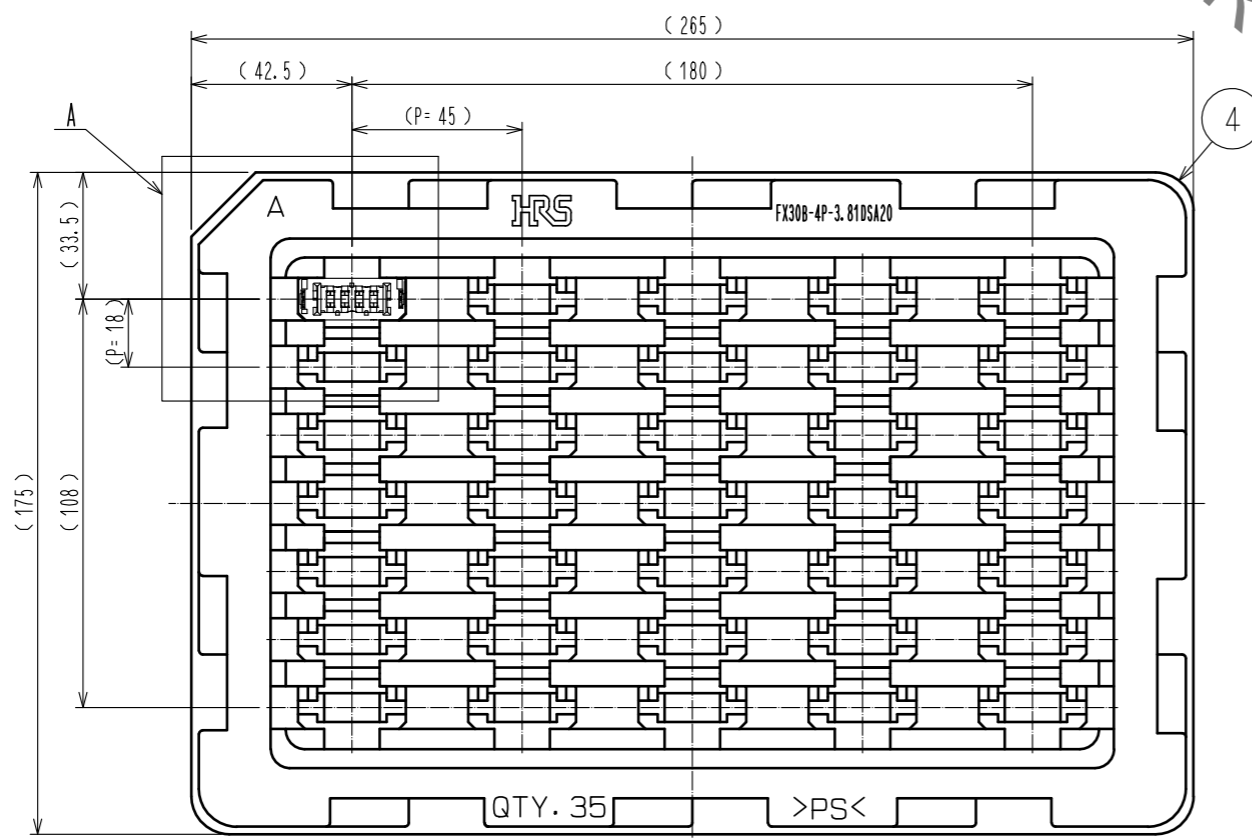 (265)
(42.5)
(180)
(P=45)
A
4
A
HRS
FX30B-4P-3.81DSA20
(33.5)
(P=18)
(175)
(108)
QTY.35
>PS<